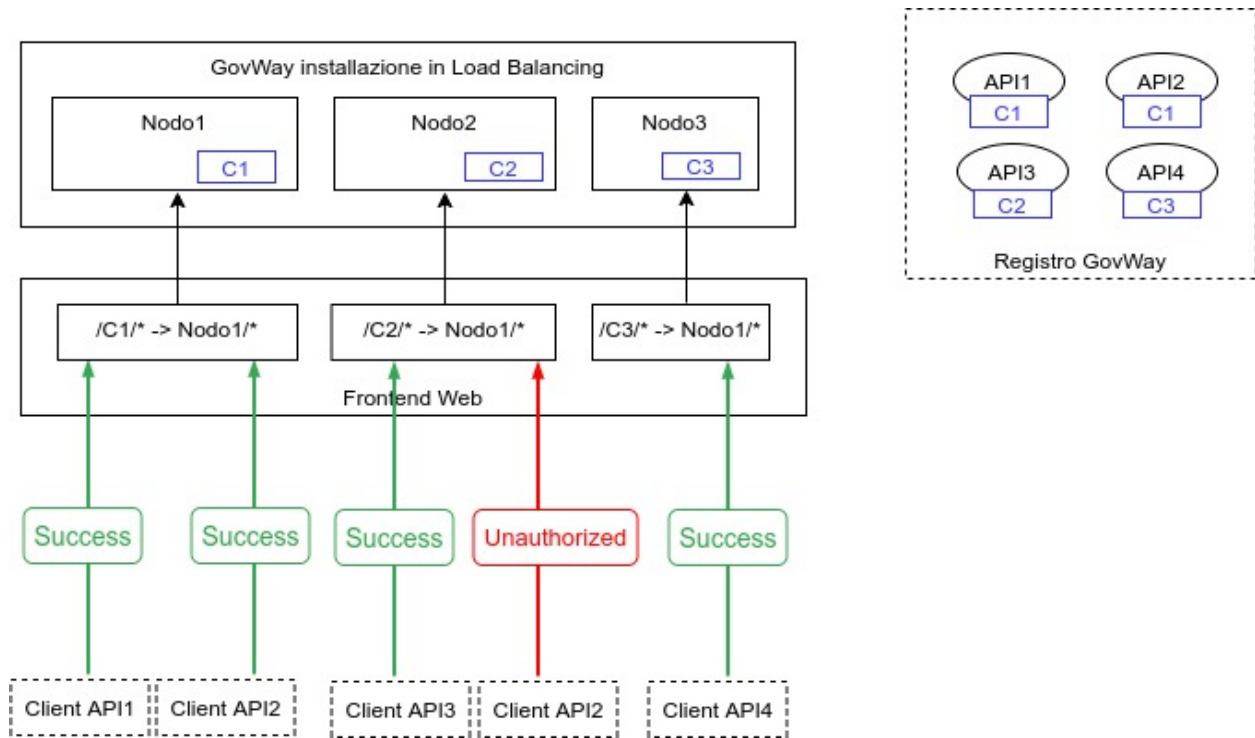 GovWay installazione in Load Balancing
Nodo1
C1
Nodo2
C2
Nodo3
C3
/C1/* -> Nodo1/*
/C2/* -> Nodo1/*
/C3/* -> Nodo1/*
Frontend Web
Success
Success
Success
Unauthorized
Success
Client API1
Client API2
Client API3
Client API2
Client API4
API1
C1
API2
C1
API3
C2
API4
C3
Registro GovWay